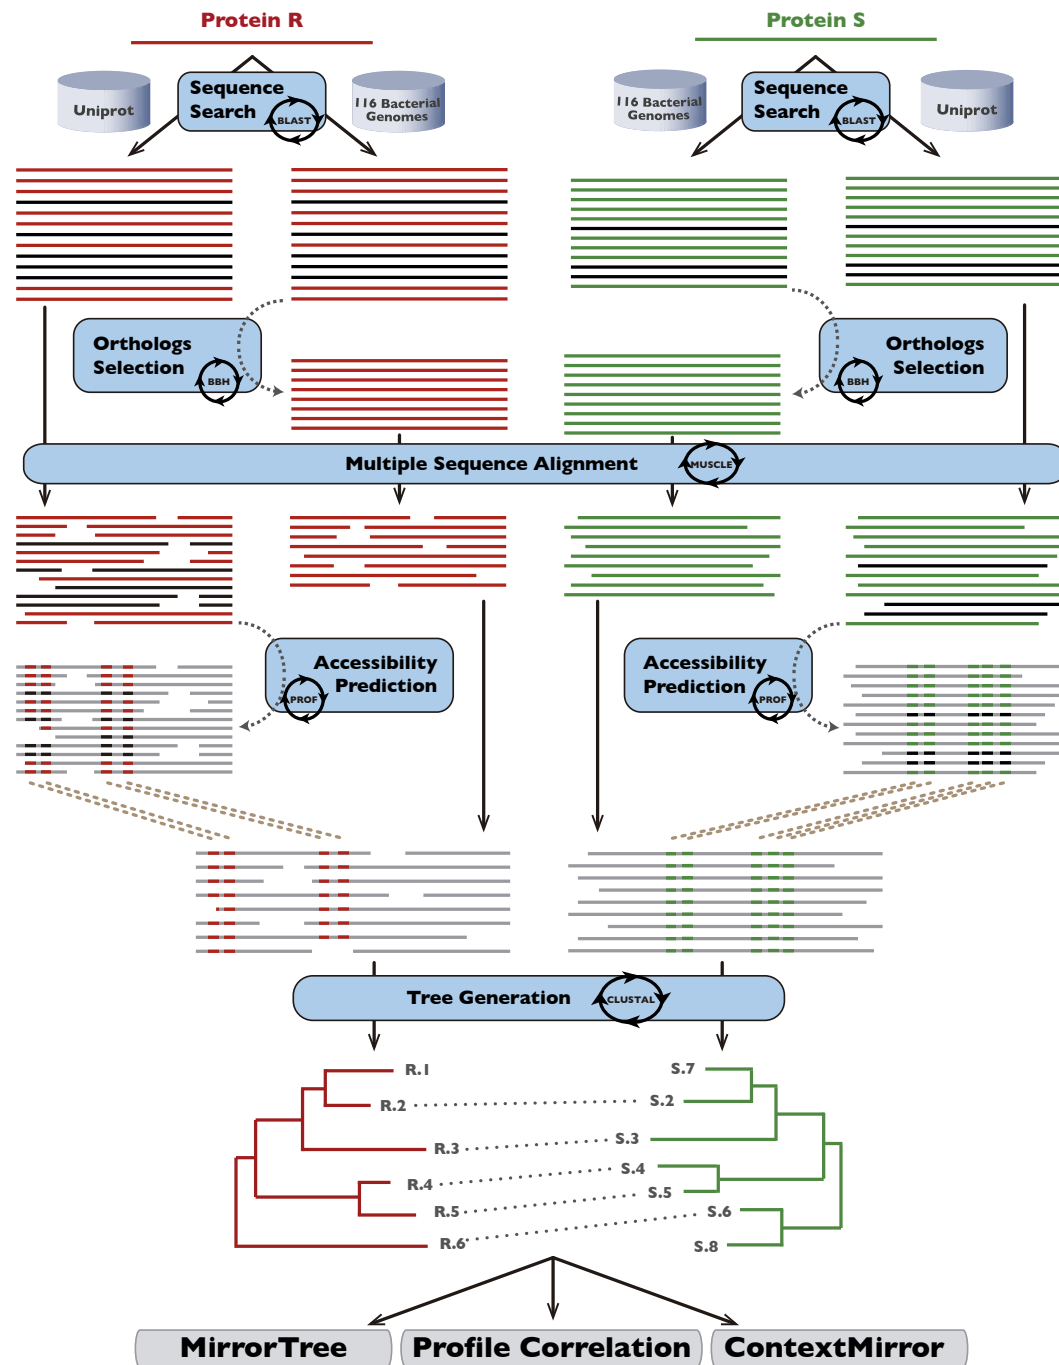 Protein R
Protein S
Uniprot
Sequence
Search
BLAST
116 Bacterial
Genomes
116 Bacterial
Genomes
Sequence
Search
BLAST
Uniprot
Orthologs
Selection
BBH
Orthologs
Selection
BBH
Multiple Sequence Alignment
MUSCLE
Accessibility
Prediction
PROF
Accessibility
Prediction
PROF
Tree Generation
CLUSTAL
R.1
S.7
R.2
S.2
R.3
S.3
R.4
S.4
R.5
S.5
R.6
S.6
S.8
MirrorTree
Profile Correlation
ContextMirror